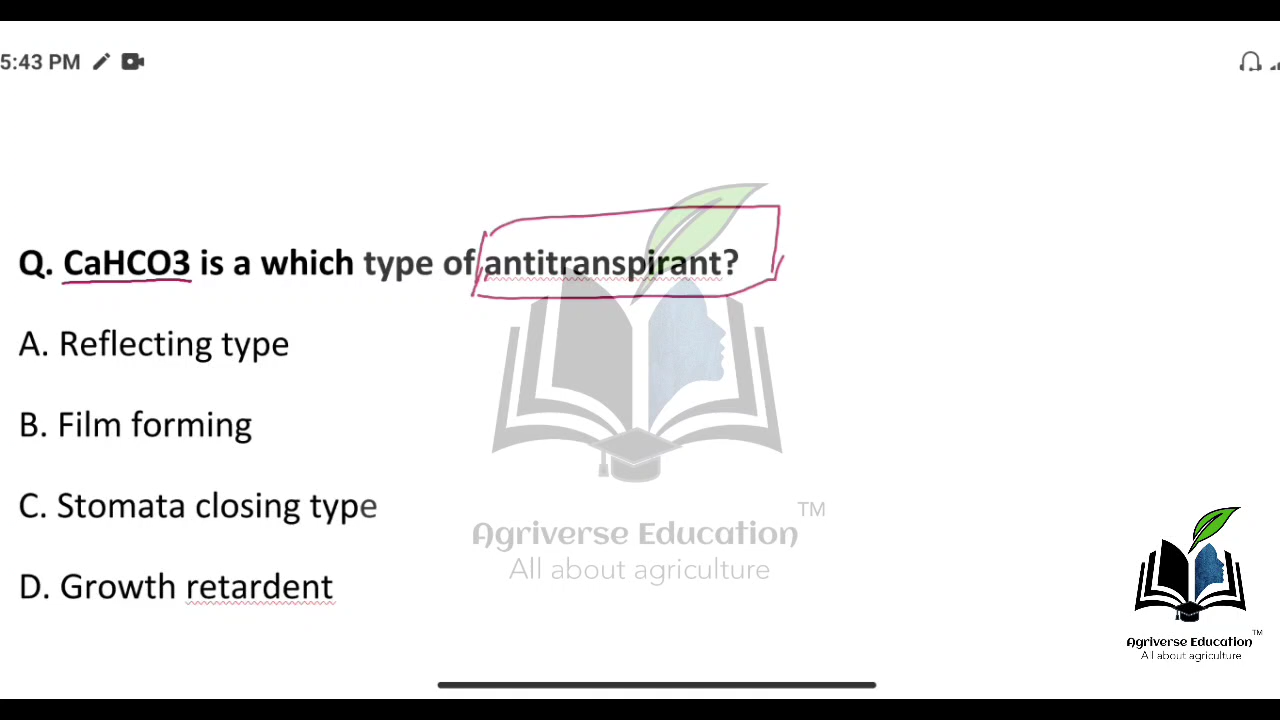 5:43 PM
Q. CaHCO3 is a which type of antitranspirant?
A. Reflecting type
B. Film forming
C. Stomata closing type
D. Growth retardent
TM
Agriverse Education
All about agriculture
TM
Agriverse Education
All about agriculture